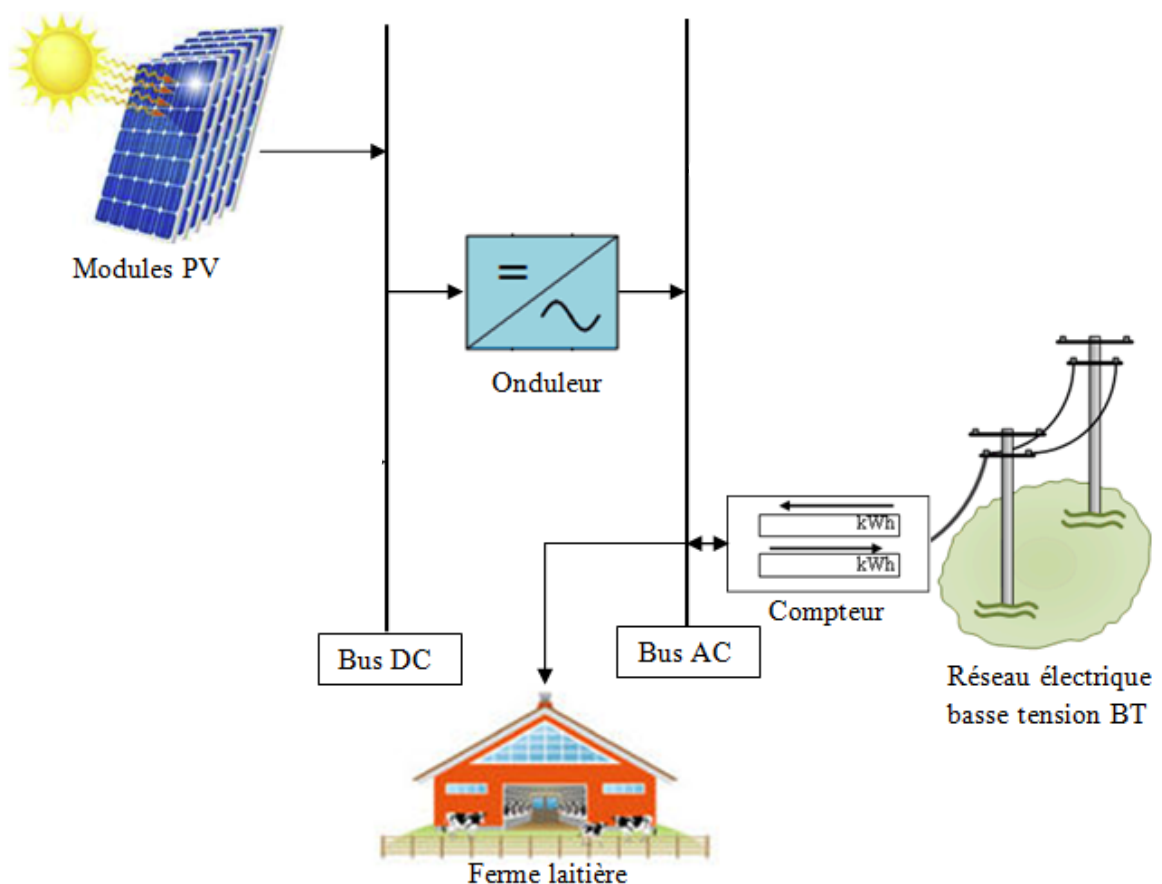 Modules PV
Onduleur
kWh
kWh
Compteur
Bus DC
Bus AC
Réseau électrique
basse tension BT
Ferme laitière